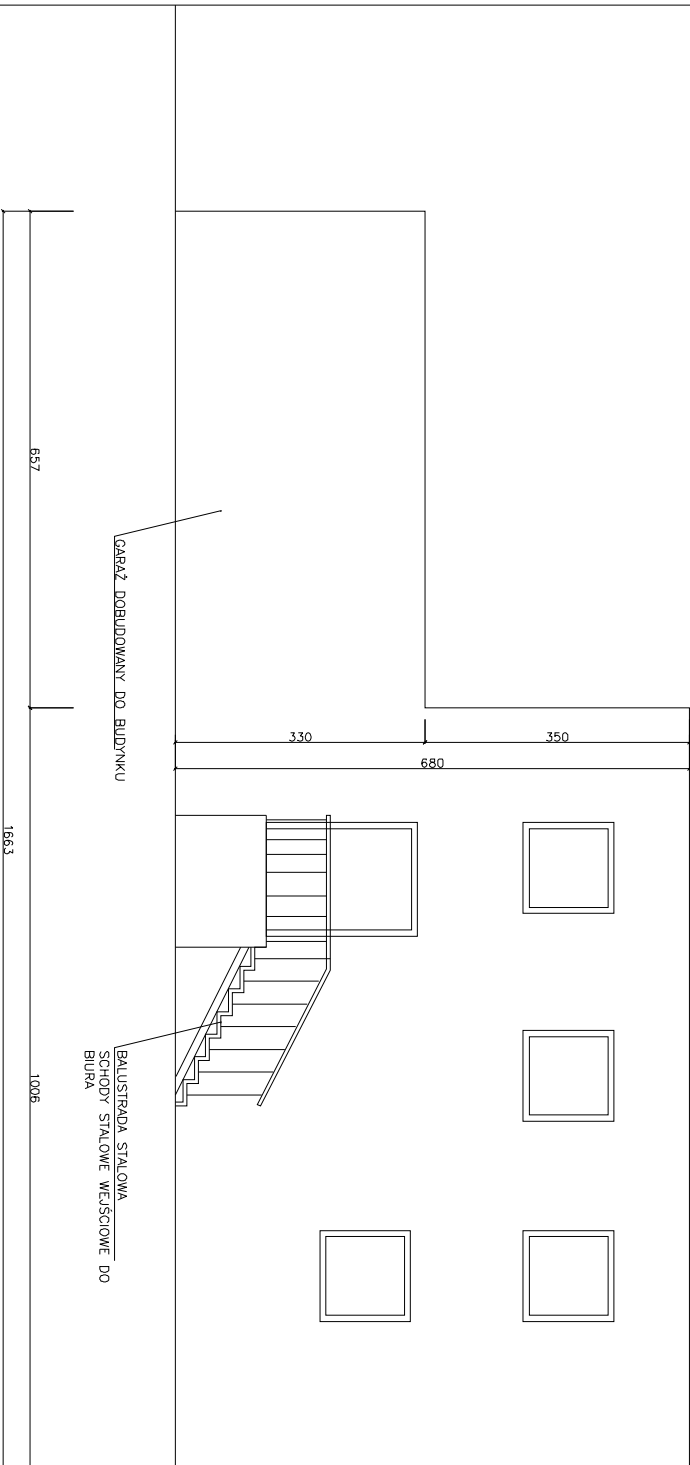 330
350
680
GARAŻ DOBUDOWANY DO BUDYNKU
BALUSTRADA STALOWA
SCHODY STALOWE WEJŚCIOWE DO
BIURA
657
1006
1663